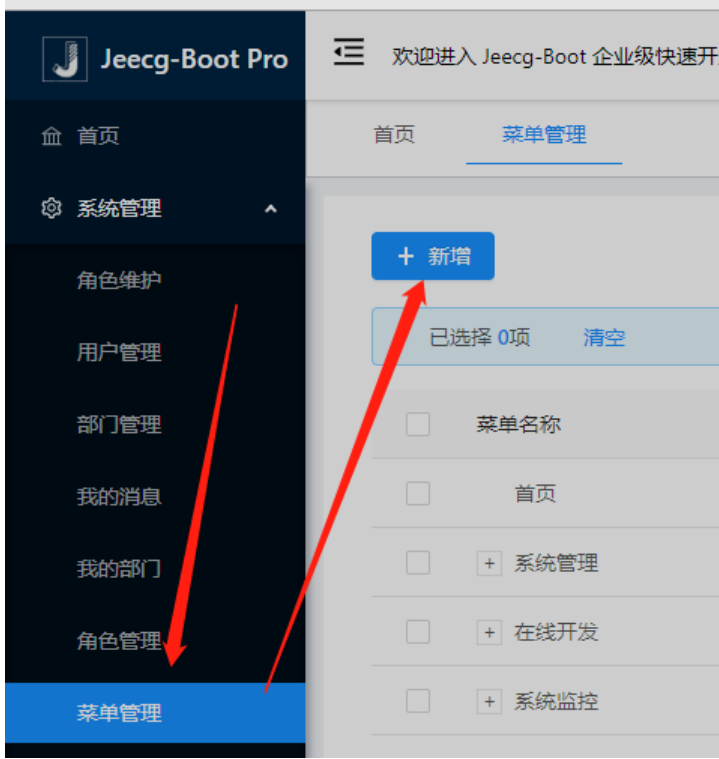 Jeecg-Boot Pro
欢迎进入 Jeecg-Boot 企业级快速开
首页
系统管理
角色维护
用户管理
部门管理
我的消息
我的部门
角色管理
菜单管理
首页
菜单管理
+ 新增
已选择 0项 清空
菜单名称
首页
+ 系统管理
+ 在线开发
+ 系统监控